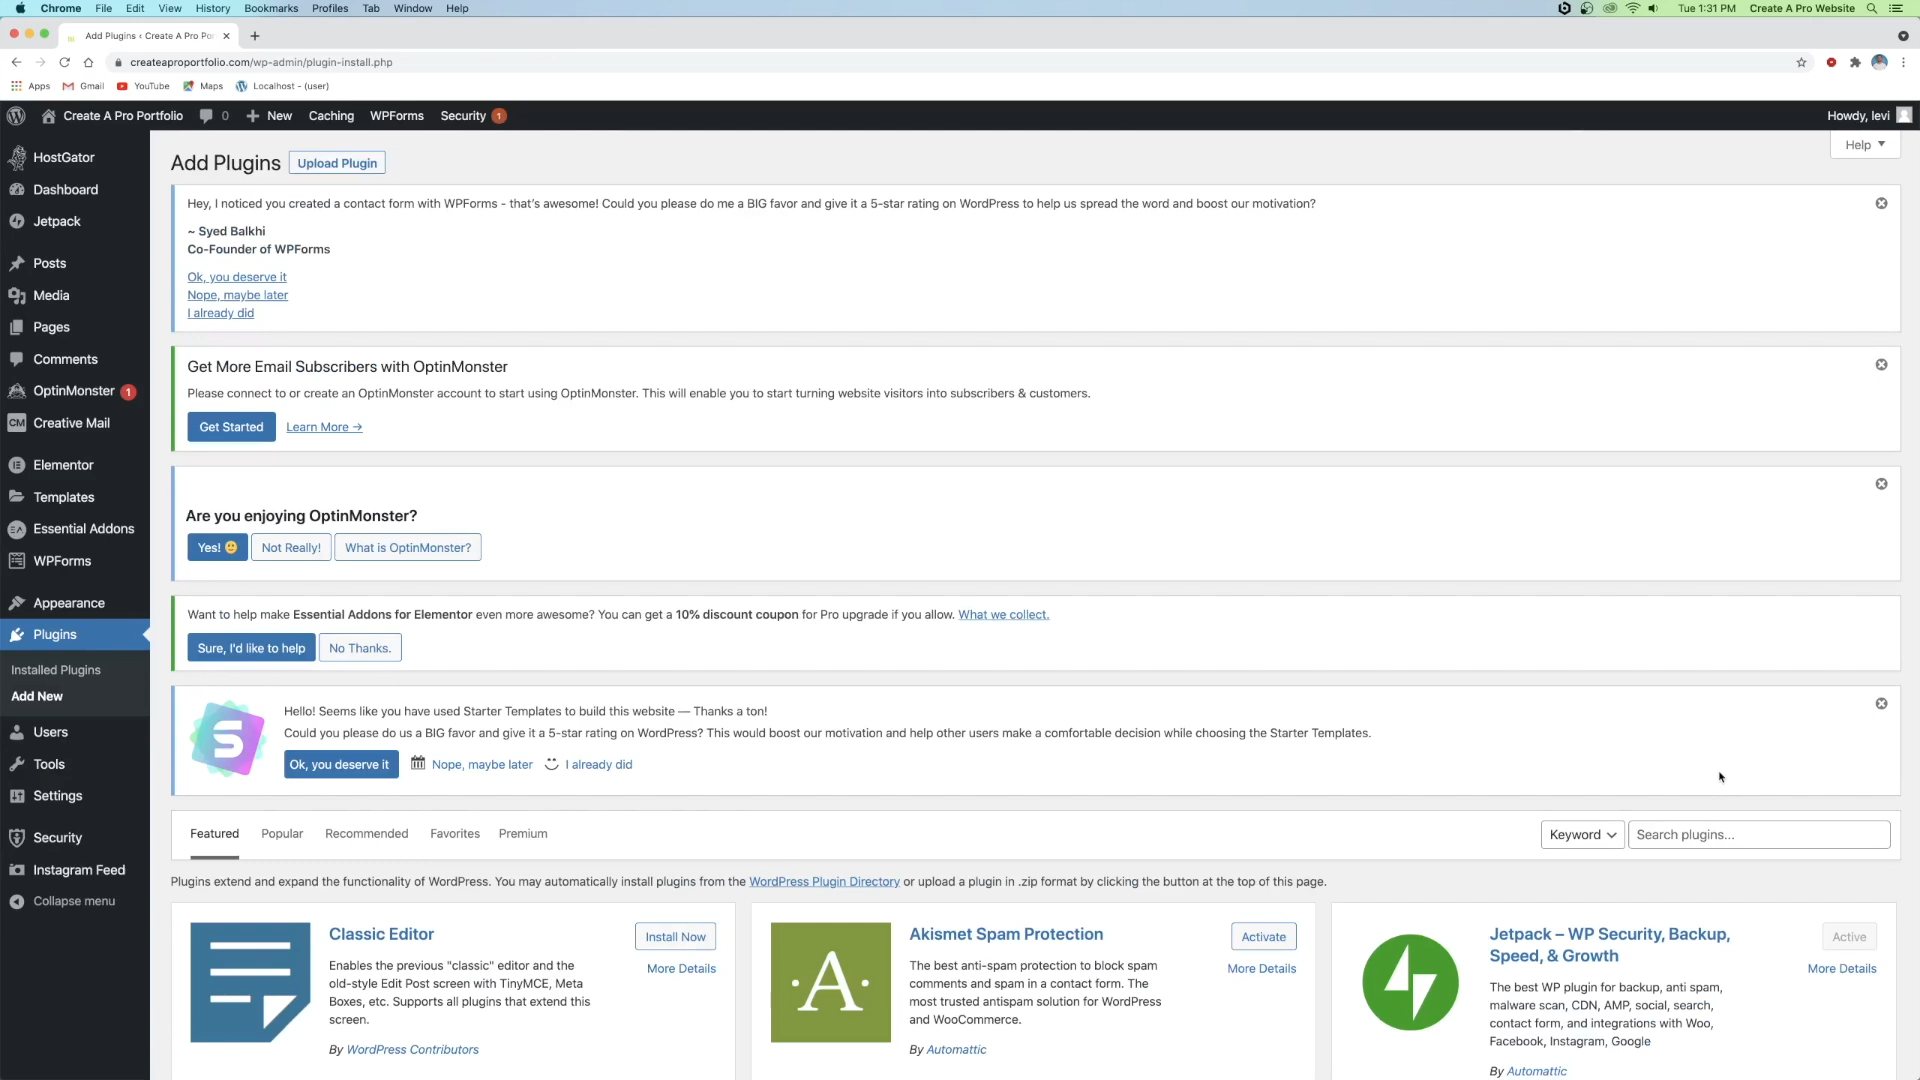 Chrome File Edit View History Bookmarks Profiles Tab Window Help
Tue 1:31 PM Create A Pro Website
Add Plugins ‹ Create A Pro Por
createaproportfolio.com/wp-admin/plugin-install.php
Apps Gmail YouTube Maps Localhost - (user)
Create A Pro Portfolio 0 New Caching WPForms Security 1
Howdy, levi
HostGator
Dashboard
Jetpack
Posts
Media
Pages
Comments
OptinMonster 1
CM Creative Mail
Elementor
Templates
EA Essential Addons
WPForms
Appearance
Plugins
Installed Plugins
Add New
Users
Tools
Settings
Security
Instagram Feed
Collapse menu
Help
Add Plugins Upload Plugin
Hey, I noticed you created a contact form with WPForms - that's awesome! Could you please do me a BIG favor and give it a 5-star rating on WordPress to help us spread the word and boost our motivation?
~ Syed Balkhi
Co-Founder of WPForms
Ok, you deserve it
Nope, maybe later
I already did
Get More Email Subscribers with OptinMonster
Please connect to or create an OptinMonster account to start using OptinMonster. This will enable you to start turning website visitors into subscribers & customers.
Get Started Learn More →
Are you enjoying OptinMonster?
Yes! 🙂 Not Really! What is OptinMonster?
Want to help make Essential Addons for Elementor even more awesome? You can get a 10% discount coupon for Pro upgrade if you allow. What we collect.
Sure, I'd like to help No Thanks.
S
Hello! Seems like you have used Starter Templates to build this website — Thanks a ton!
Could you please do us a BIG favor and give it a 5-star rating on WordPress? This would boost our motivation and help other users make a comfortable decision while choosing the Starter Templates.
Ok, you deserve it Nope, maybe later I already did
Featured Popular Recommended Favorites Premium
Keyword Search plugins...
Plugins extend and expand the functionality of WordPress. You may automatically install plugins from the WordPress Plugin Directory or upload a plugin in .zip format by clicking the button at the top of this page.
Classic Editor
Install Now
More Details
Enables the previous "classic" editor and the
old-style Edit Post screen with TinyMCE, Meta
Boxes, etc. Supports all plugins that extend this
screen.
By WordPress Contributors
·A·
Akismet Spam Protection
Activate
More Details
The best anti-spam protection to block spam
comments and spam in a contact form. The
most trusted antispam solution for WordPress
and WooCommerce.
By Automattic
Jetpack – WP Security, Backup,
Speed, & Growth
Active
More Details
The best WP plugin for backup, anti spam,
malware scan, CDN, AMP, social, search,
contact form, and integrations with Woo,
Facebook, Instagram, Google
By Automattic